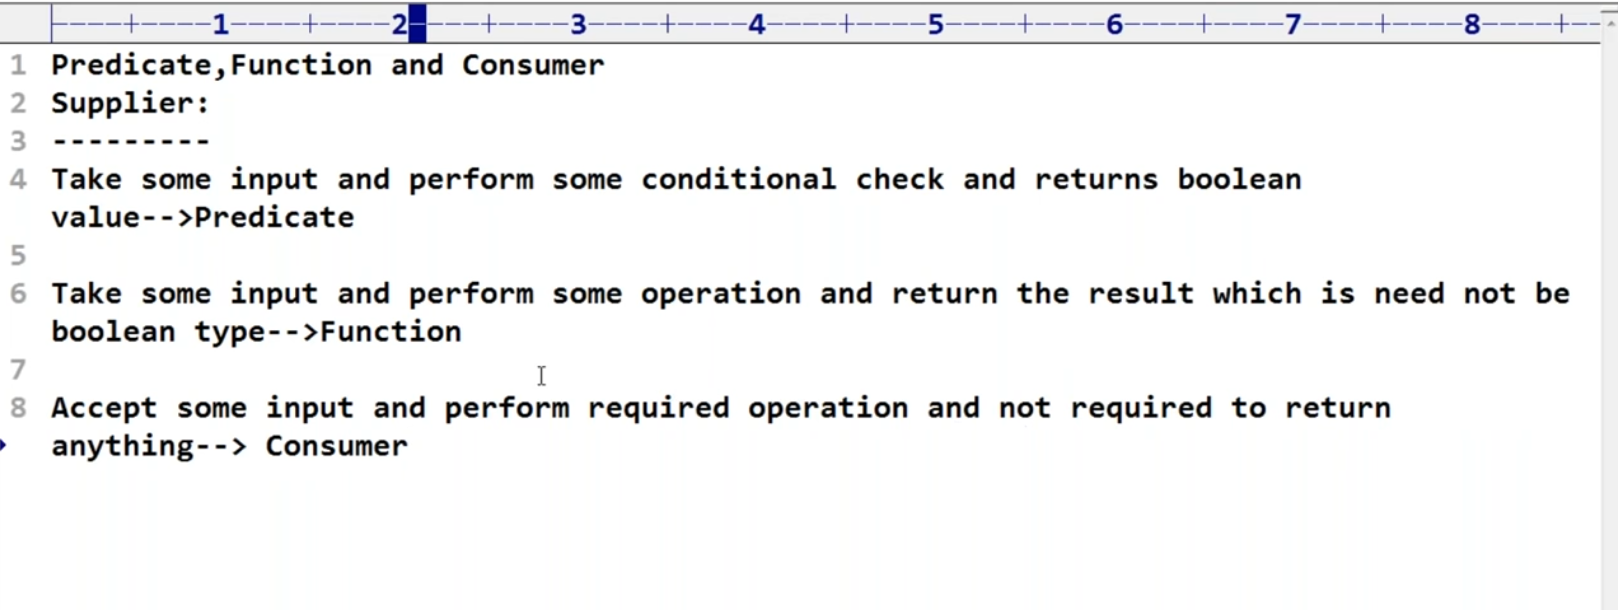 ----+----1----+----2----+----3----+----4----+----5----+----6----+----7----+----8----+--
1 Predicate,Function and Consumer
2 Supplier:
3 ---------
4 Take some input and perform some conditional check and returns boolean
value-->Predicate
5
6 Take some input and perform some operation and return the result which is need not be
boolean type-->Function
7
8 Accept some input and perform required operation and not required to return
anything--> Consumer